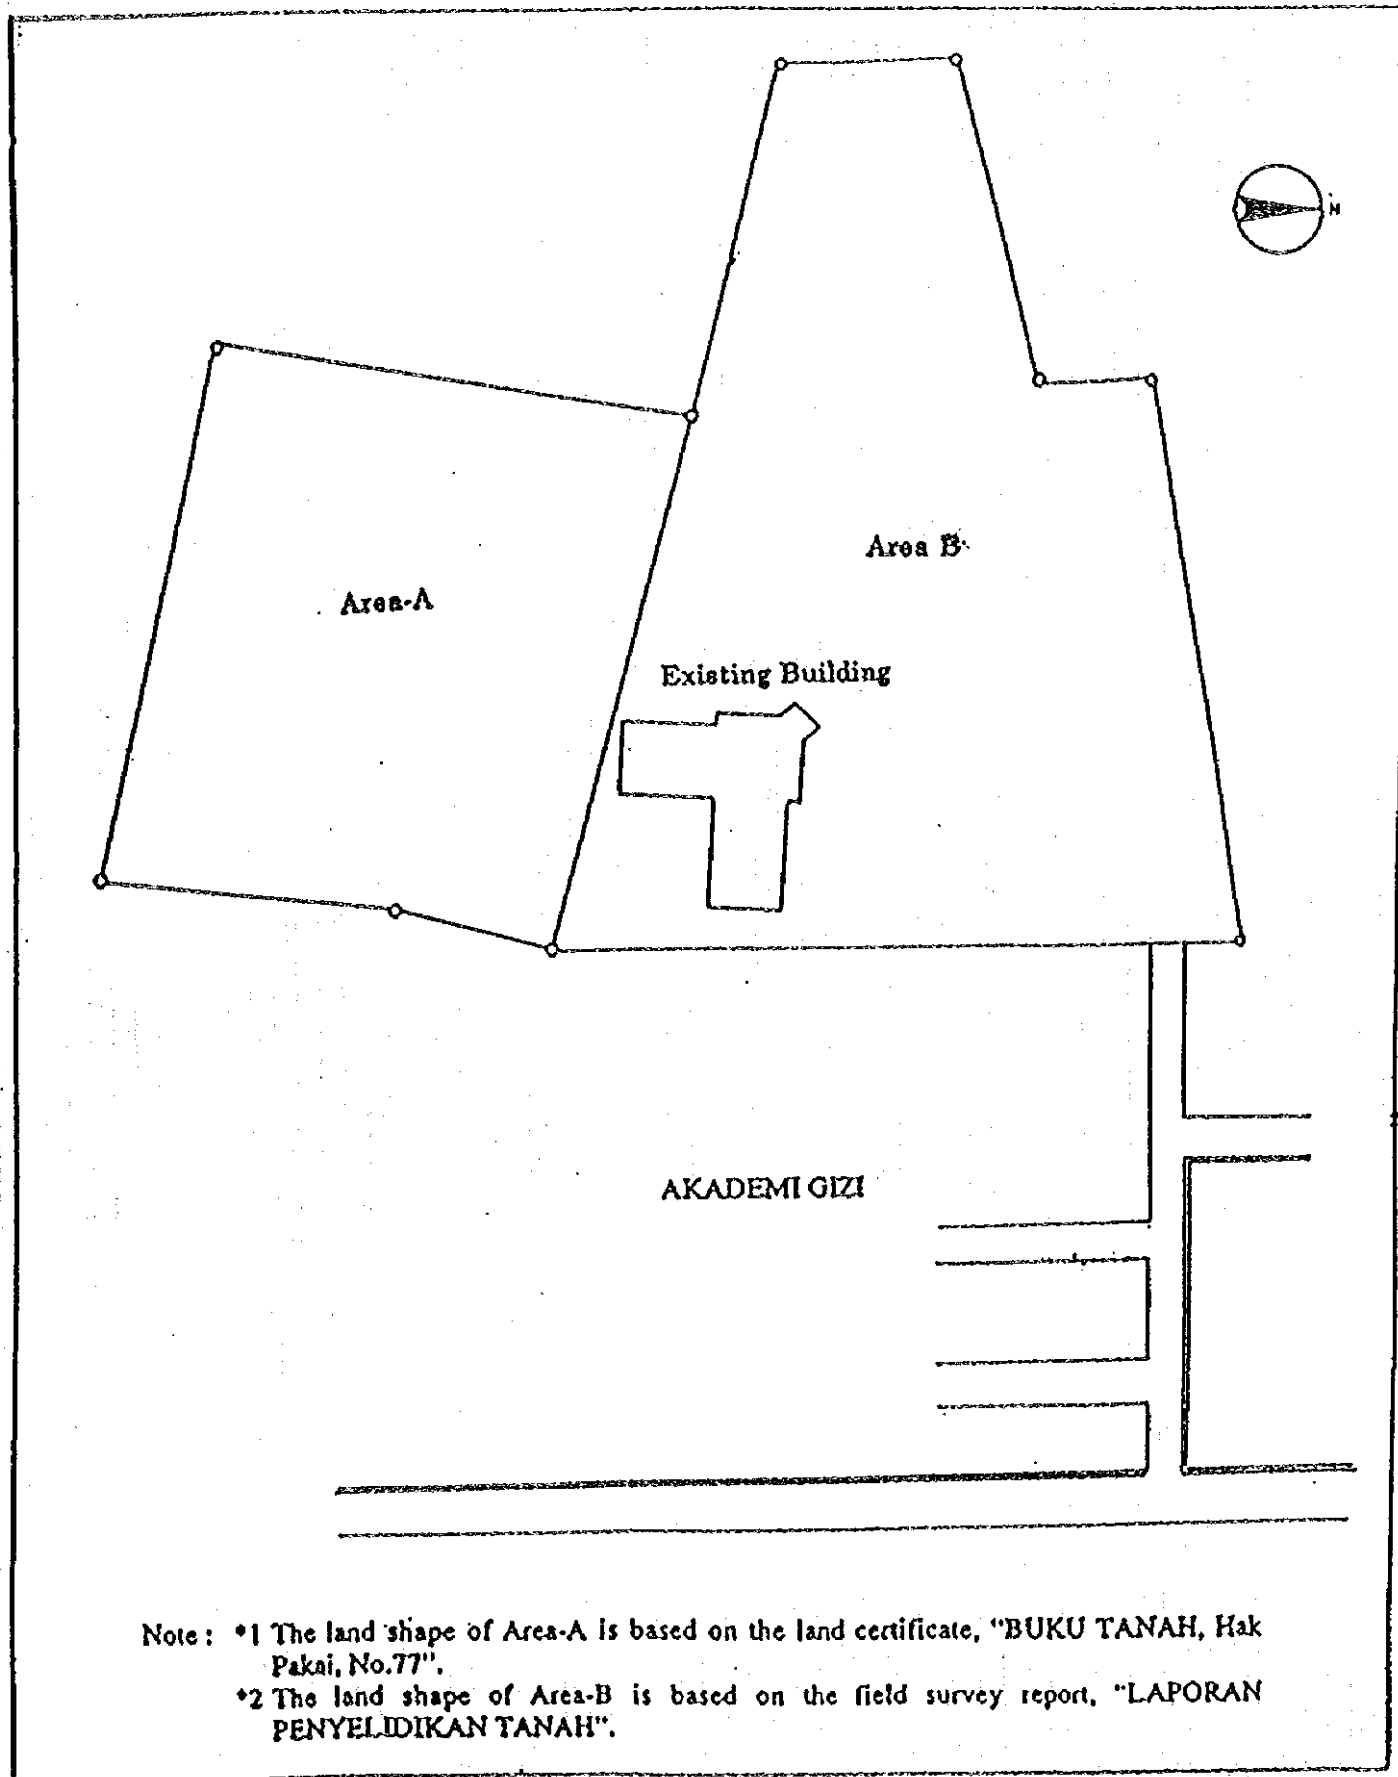 N
Area B
Area-A
Existing Building
AKADEMI GIZI
Note : *1 The land shape of Area-A is based on the land certificate, "BUKU TANAH, Hak
Pakai, No.77".
*2 The land shape of Area-B is based on the field survey report, "LAPORAN
PENYELIDIKAN TANAH".